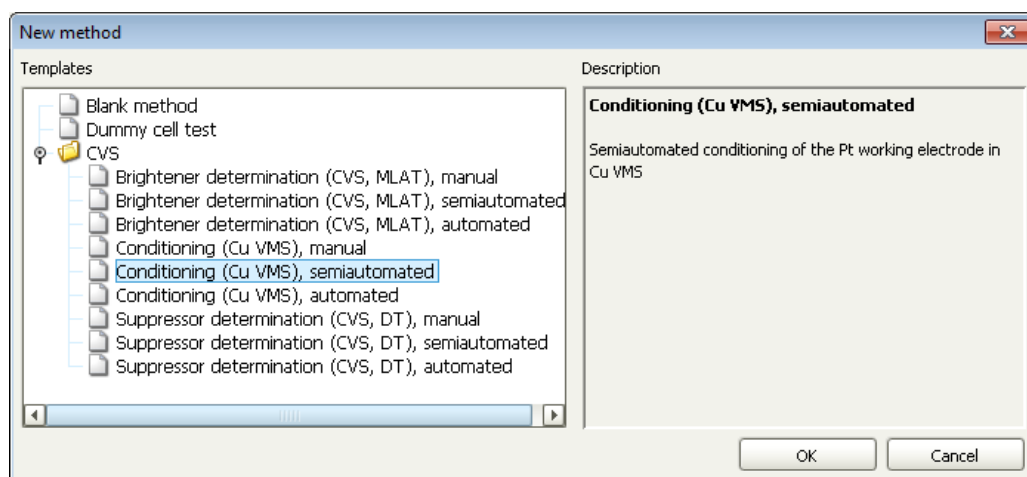 New method
Templates
Blank method
Dummy cell test
CVS
Brightener determination (CVS, MLAT), manual
Brightener determination (CVS, MLAT), semiautomated
Brightener determination (CVS, MLAT), automated
Conditioning (Cu VMS), manual
Conditioning (Cu VMS), semiautomated
Conditioning (Cu VMS), automated
Suppressor determination (CVS, DT), manual
Suppressor determination (CVS, DT), semiautomated
Suppressor determination (CVS, DT), automated
Description
Conditioning (Cu VMS), semiautomated
Semiautomated conditioning of the Pt working electrode in
Cu VMS
OK
Cancel